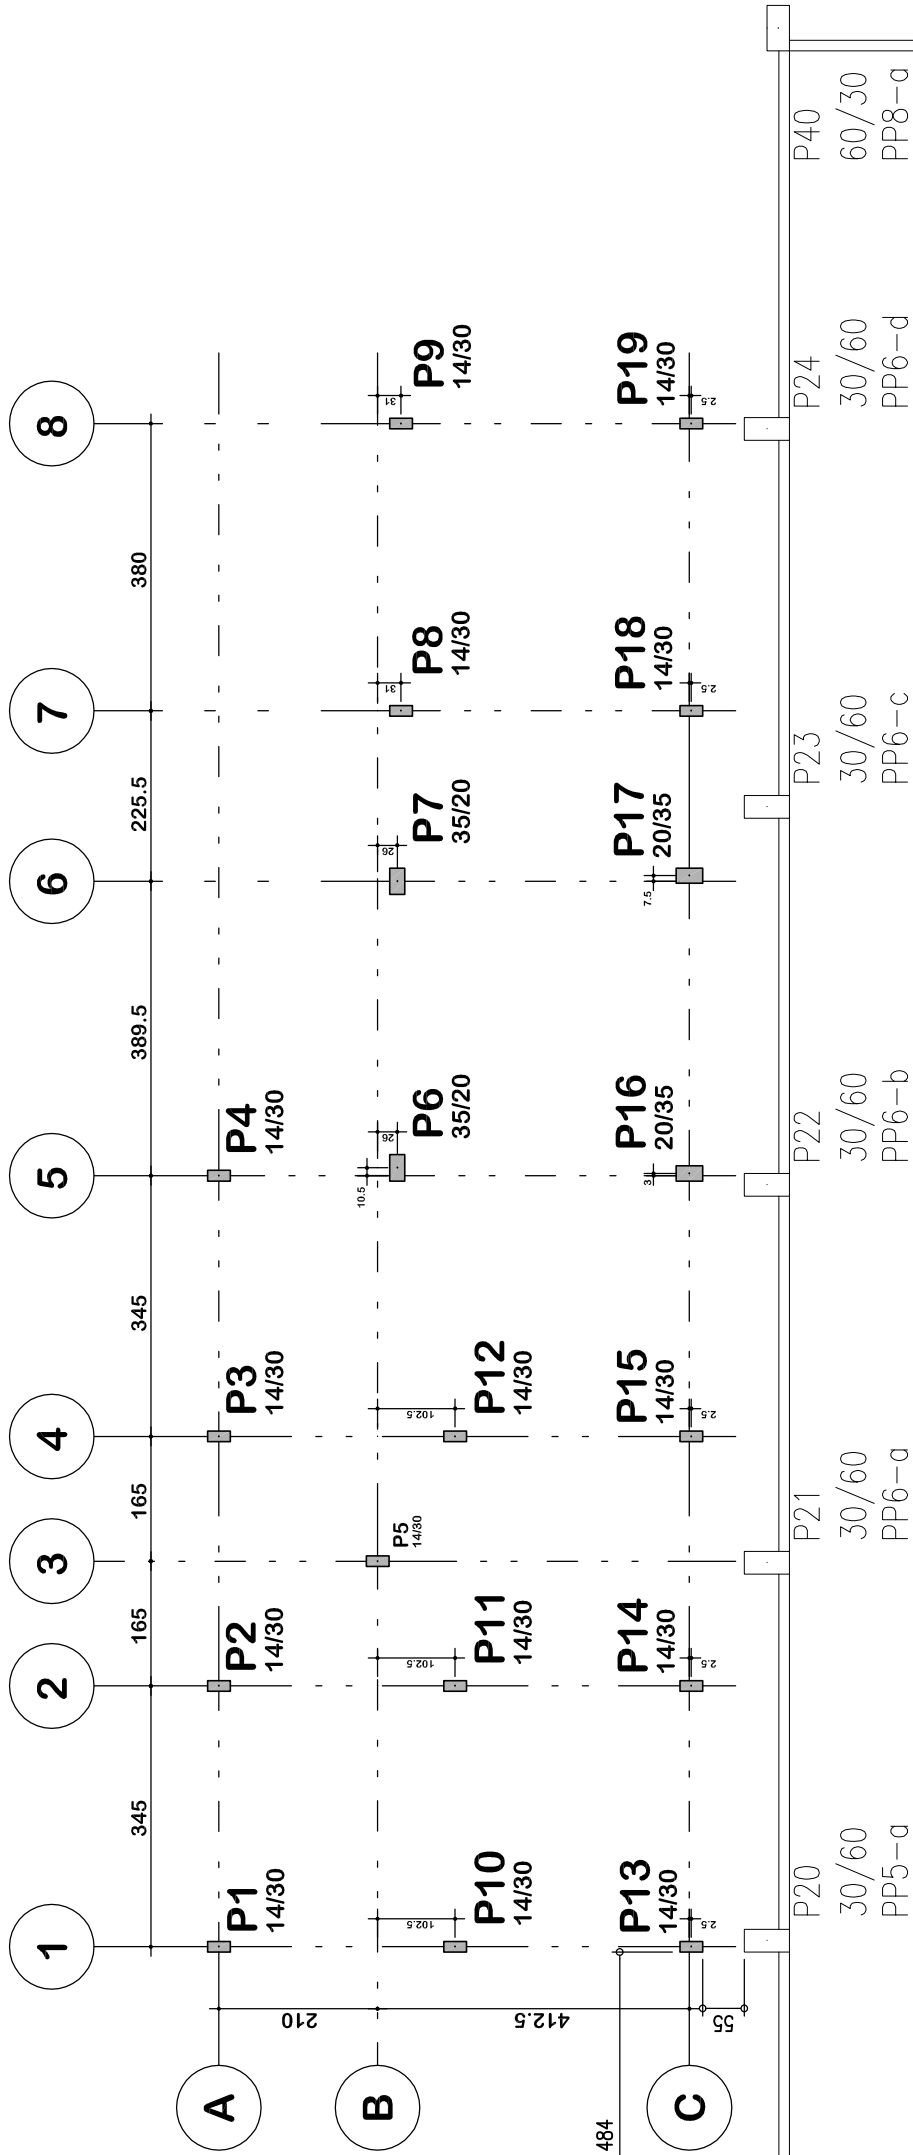 1
2
3
4
5
6
7
8
345
165
165
345
389.5
225.5
380
A
B
C
210
412.5
55
484
P1
14/30
P2
14/30
P3
14/30
P4
14/30
P5
14/30
10.5
26
P6
35/20
26
P7
35/20
31
P8
14/30
31
P9
14/30
102.5
P10
14/30
102.5
P11
14/30
102.5
P12
14/30
P13
14/30
2.5
P14
14/30
2.5
P15
14/30
2.5
P16
20/35
3
P17
20/35
7.5
P18
14/30
2.5
P19
14/30
2.5
P20
30/60
PP5-a
P21
30/60
PP6-a
P22
30/60
PP6-b
P23
30/60
PP6-c
P24
30/60
PP6-d
P40
60/30
PP8-a